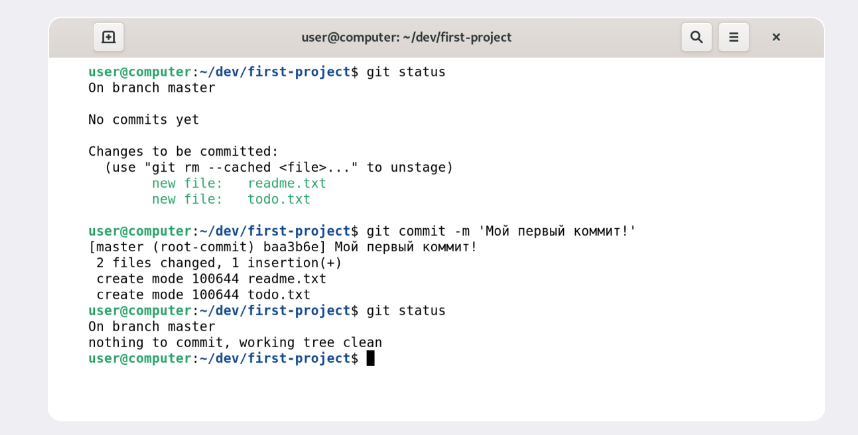 user@computer: ~/dev/first-project
user@computer:~/dev/first-project$ git status
On branch master
No commits yet
Changes to be committed:
(use "git rm --cached <file>..." to unstage)
new file: readme.txt
new file: todo.txt
user@computer:~/dev/first-project$ git commit -m 'Мой первый коммит!'
[master (root-commit) baa3b6e] Мой первый коммит!
2 files changed, 1 insertion(+)
create mode 100644 readme.txt
create mode 100644 todo.txt
user@computer:~/dev/first-project$ git status
On branch master
nothing to commit, working tree clean
user@computer:~/dev/first-project$